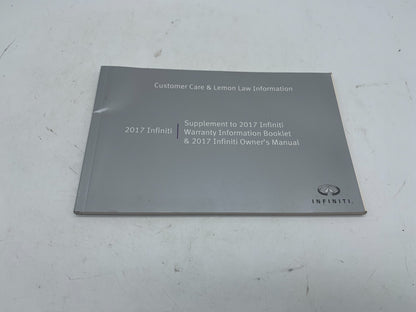 Customer Care & Lemon Law Information
2017 Infiniti
Supplement to 2017 Infiniti
Warranty Information Booklet
& 2017 Infiniti Owner's Manual
INFINITI.